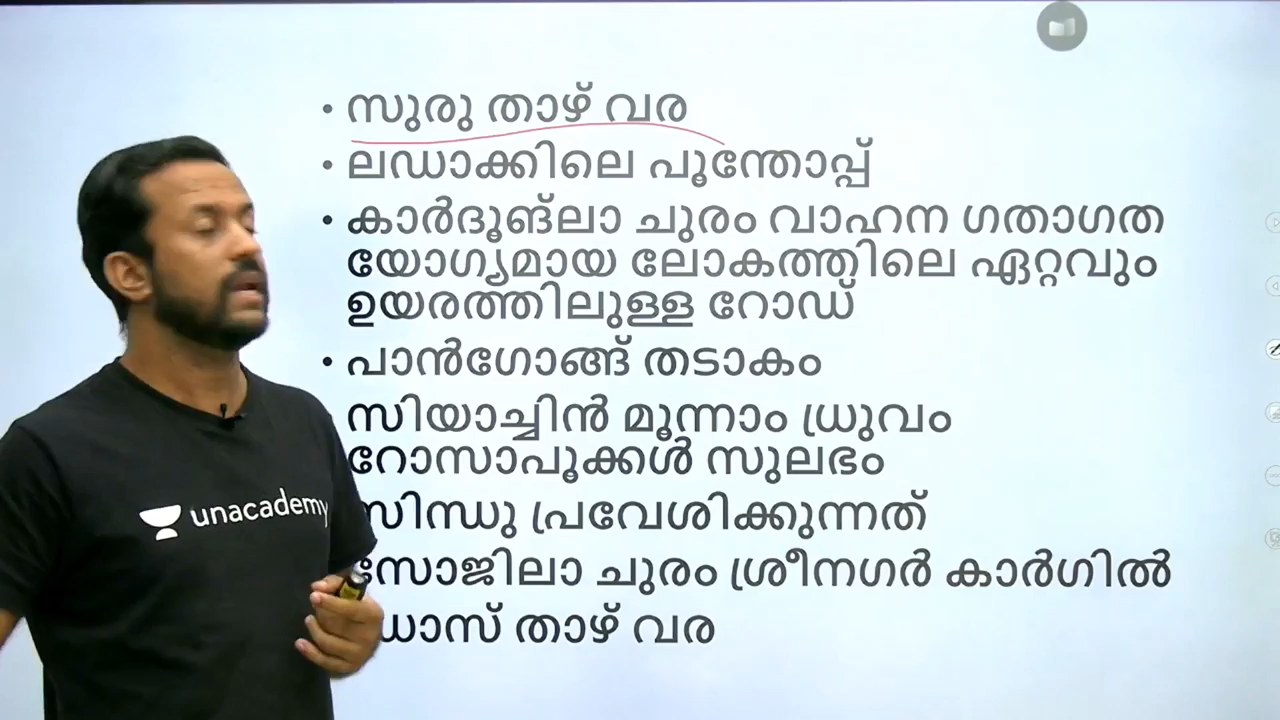 • സുരു താഴ് വര
• ലഡാക്കിലെ പൂന്തോപ്പ്
• കാർദൂങ്ലാ ചുരം വാഹന ഗതാഗത
യോഗ്യമായ ലോകത്തിലെ ഏറ്റവും
ഉയരത്തിലുള്ള റോഡ്
• പാൻഗോങ്ങ് തടാകം
സിയാച്ചിൻ മൂന്നാം ധ്രുവം
റോസാപൂക്കൾ സുലഭം
സിന്ധു പ്രവേശിക്കുന്നത്
സോജിലാ ചുരം ശ്രീനഗർ കാർഗിൽ
ഡാസ് താഴ് വര
unacademy